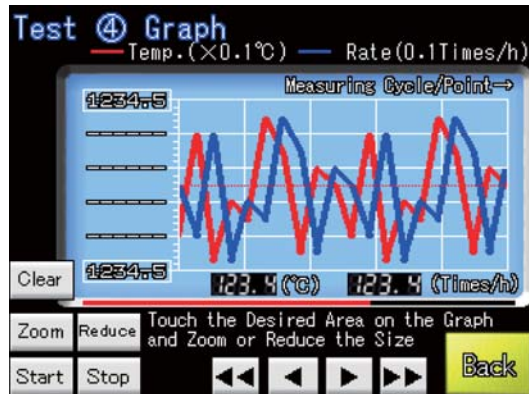 Test ④ Graph
Temp.(×0.1℃) Rate(0.1Times/h)
Measuring Cycle/Point→
1234.5
------
------
------
------
1234.5
Clear
123.4 (℃) 123.4 (Times/h)
Zoom Reduce
Touch the Desired Area on the Graph
and Zoom or Reduce the Size
Start Stop
◀◀ ◀ ▶ ▶▶
Back